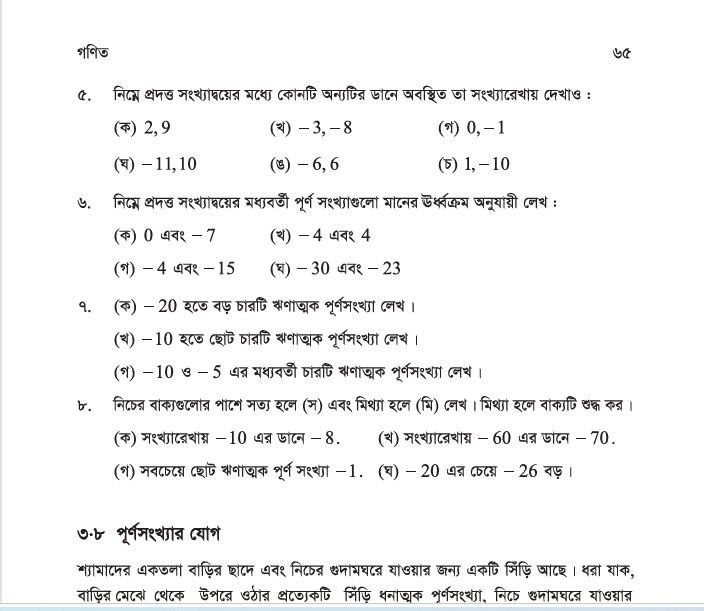 গণিত ৬৫
৫. নিম্নে প্রদত্ত সংখ্যাদ্বয়ের মধ্যে কোনটি অন্যটির ডানে অবস্থিত তা সংখ্যারেখায় দেখাও :
(ক) 2, 9 (খ) – 3, – 8 (গ) 0, – 1
(ঘ) – 11, 10 (ঙ) – 6, 6 (চ) 1, – 10
৬. নিম্নে প্রদত্ত সংখ্যাদ্বয়ের মধ্যবর্তী পূর্ণ সংখ্যাগুলো মানের ঊর্ধ্বক্রম অনুযায়ী লেখ :
(ক) 0 এবং – 7 (খ) – 4 এবং 4
(গ) – 4 এবং – 15 (ঘ) – 30 এবং – 23
৭. (ক) – 20 হতে বড় চারটি ঋণাত্মক পূর্ণসংখ্যা লেখ ।
(খ) – 10 হতে ছোট চারটি ঋণাত্মক পূর্ণসংখ্যা লেখ ।
(গ) – 10 ও – 5 এর মধ্যবর্তী চারটি ঋণাত্মক পূর্ণসংখ্যা লেখ ।
৮. নিচের বাক্যগুলোর পাশে সত্য হলে (স) এবং মিথ্যা হলে (মি) লেখ । মিথ্যা হলে বাক্যটি শুদ্ধ কর ।
(ক) সংখ্যারেখায় – 10 এর ডানে – 8 . (খ) সংখ্যারেখায় – 60 এর ডানে – 70 .
(গ) সবচেয়ে ছোট ঋণাত্মক পূর্ণ সংখ্যা – 1 . (ঘ) – 20 এর চেয়ে – 26 বড় ।
৩·৮ পূর্ণসংখ্যার যোগ
শ্যামাদের একতলা বাড়ির ছাদে এবং নিচের গুদামঘরে যাওয়ার জন্য একটি সিঁড়ি আছে । ধরা যাক,
বাড়ির মেঝে থেকে উপরে ওঠার প্রত্যেকটি সিঁড়ি ধনাত্মক পূর্ণসংখ্যা, নিচে গুদামঘরে যাওয়ার